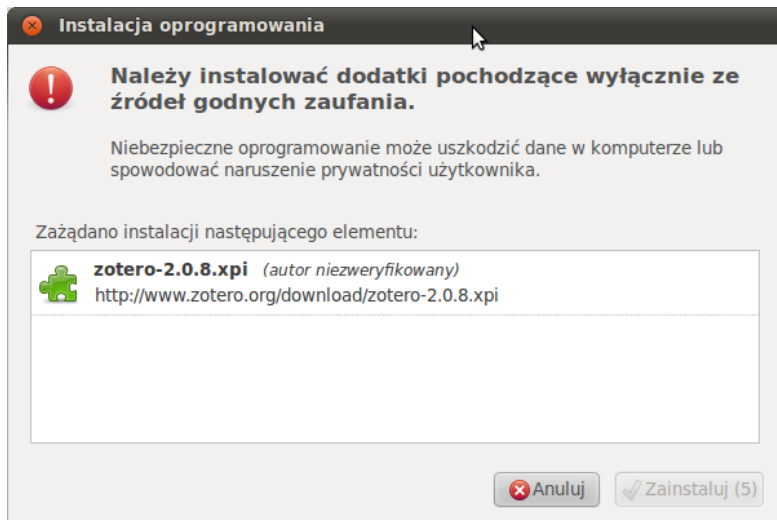 Instalacja oprogramowania
Należy instalować dodatki pochodzące wyłącznie ze
źródeł godnych zaufania.
Niebezpieczne oprogramowanie może uszkodzić dane w komputerze lub
spowodować naruszenie prywatności użytkownika.
Zażądano instalacji następującego elementu:
zotero-2.0.8.xpi (autor niezweryfikowany)
http://www.zotero.org/download/zotero-2.0.8.xpi
Anuluj Zainstaluj (5)